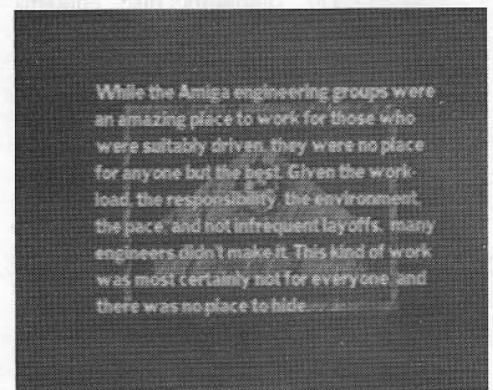 While the Amiga engineering groups were
an amazing place to work for those who
were suitably driven, they were no place
for anyone but the best. Given the work-
load, the responsibility, the environment,
the pace, and not infrequent layoffs, many
engineers didn't make it. This kind of work
was most certainly not for everyone, and
there was no place to hide.